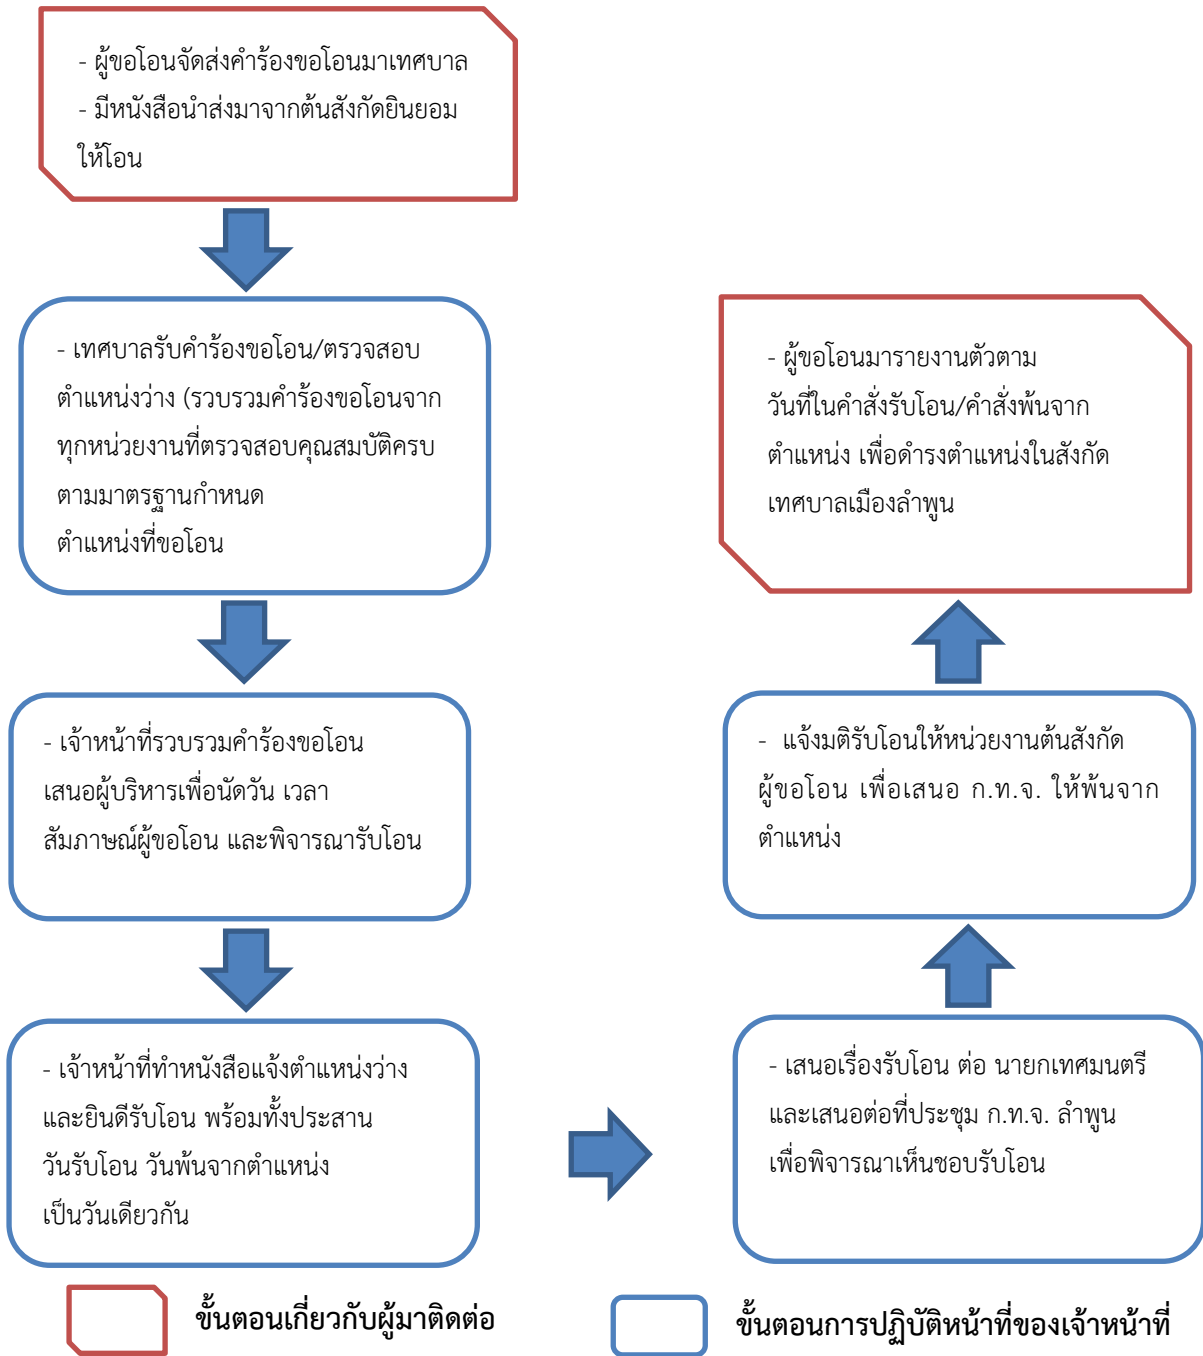 - ผู้ขอโอนจัดส่งคำร้องขอโอนมาเทศบาล
- มีหนังสือนำส่งมาจากต้นสังกัดยินยอม
ให้โอน
- เทศบาลรับคำร้องขอโอน/ตรวจสอบ
ตำแหน่งว่าง (รวบรวมคำร้องขอโอนจาก
ทุกหน่วยงานที่ตรวจสอบคุณสมบัติครบ
ตามมาตรฐานกำหนด
ตำแหน่งที่ขอโอน
- เจ้าหน้าที่รวบรวมคำร้องขอโอน
เสนอผู้บริหารเพื่อนัดวัน เวลา
สัมภาษณ์ผู้ขอโอน และพิจารณารับโอน
- เจ้าหน้าที่ทำหนังสือแจ้งตำแหน่งว่าง
และยินดีรับโอน พร้อมทั้งประสาน
วันรับโอน วันพ้นจากตำแหน่ง
เป็นวันเดียวกัน
- เสนอเรื่องรับโอน ต่อ นายกเทศมนตรี
และเสนอต่อที่ประชุม ก.ท.จ. ลำพูน
เพื่อพิจารณาเห็นชอบรับโอน
- แจ้งมติรับโอนให้หน่วยงานต้นสังกัด
ผู้ขอโอน เพื่อเสนอ ก.ท.จ. ให้พ้นจาก
ตำแหน่ง
- ผู้ขอโอนมารายงานตัวตาม
วันที่ในคำสั่งรับโอน/คำสั่งพ้นจาก
ตำแหน่ง เพื่อดำรงตำแหน่งในสังกัด
เทศบาลเมืองลำพูน
ขั้นตอนเกี่ยวกับผู้มาติดต่อ
ขั้นตอนการปฏิบัติหน้าที่ของเจ้าหน้าที่